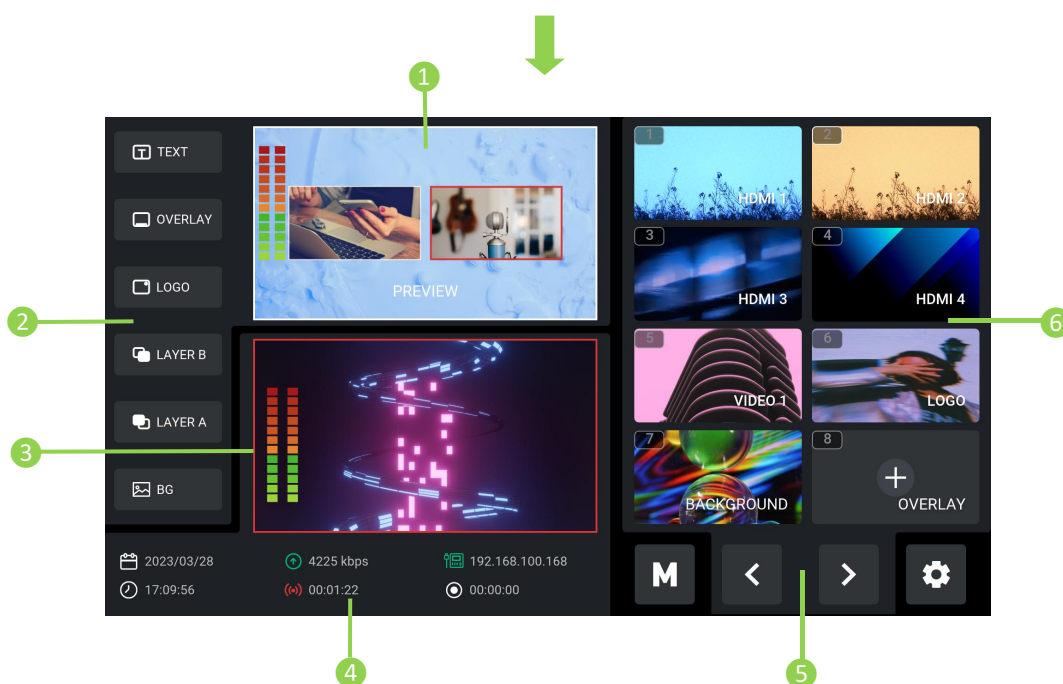 1
TEXT
OVERLAY
LOGO
LAYER B
LAYER A
BG
2
PREVIEW
3
2023/03/28
4225 kbps
192.168.100.168
17:09:56
00:01:22
00:00:00
4
1
HDMI 1
2
HDMI 2
3
HDMI 3
4
HDMI 4
5
VIDEO 1
6
LOGO
7
BACKGROUND
8
OVERLAY
6
M
5